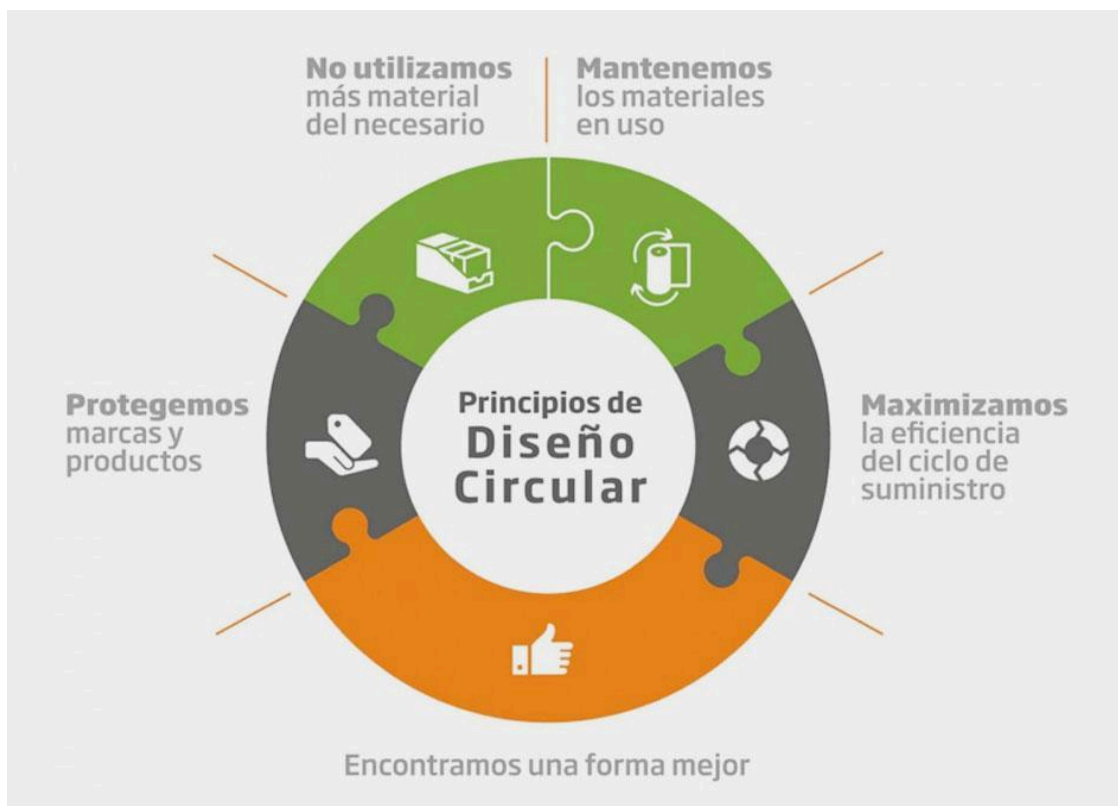 No utilizamos
más material
del necesario
Mantenemos
los materiales
en uso
Protegemos
marcas y
productos
Principios de
Diseño
Circular
Maximizamos
la eficiencia
del ciclo de
suministro
Encontramos una forma mejor